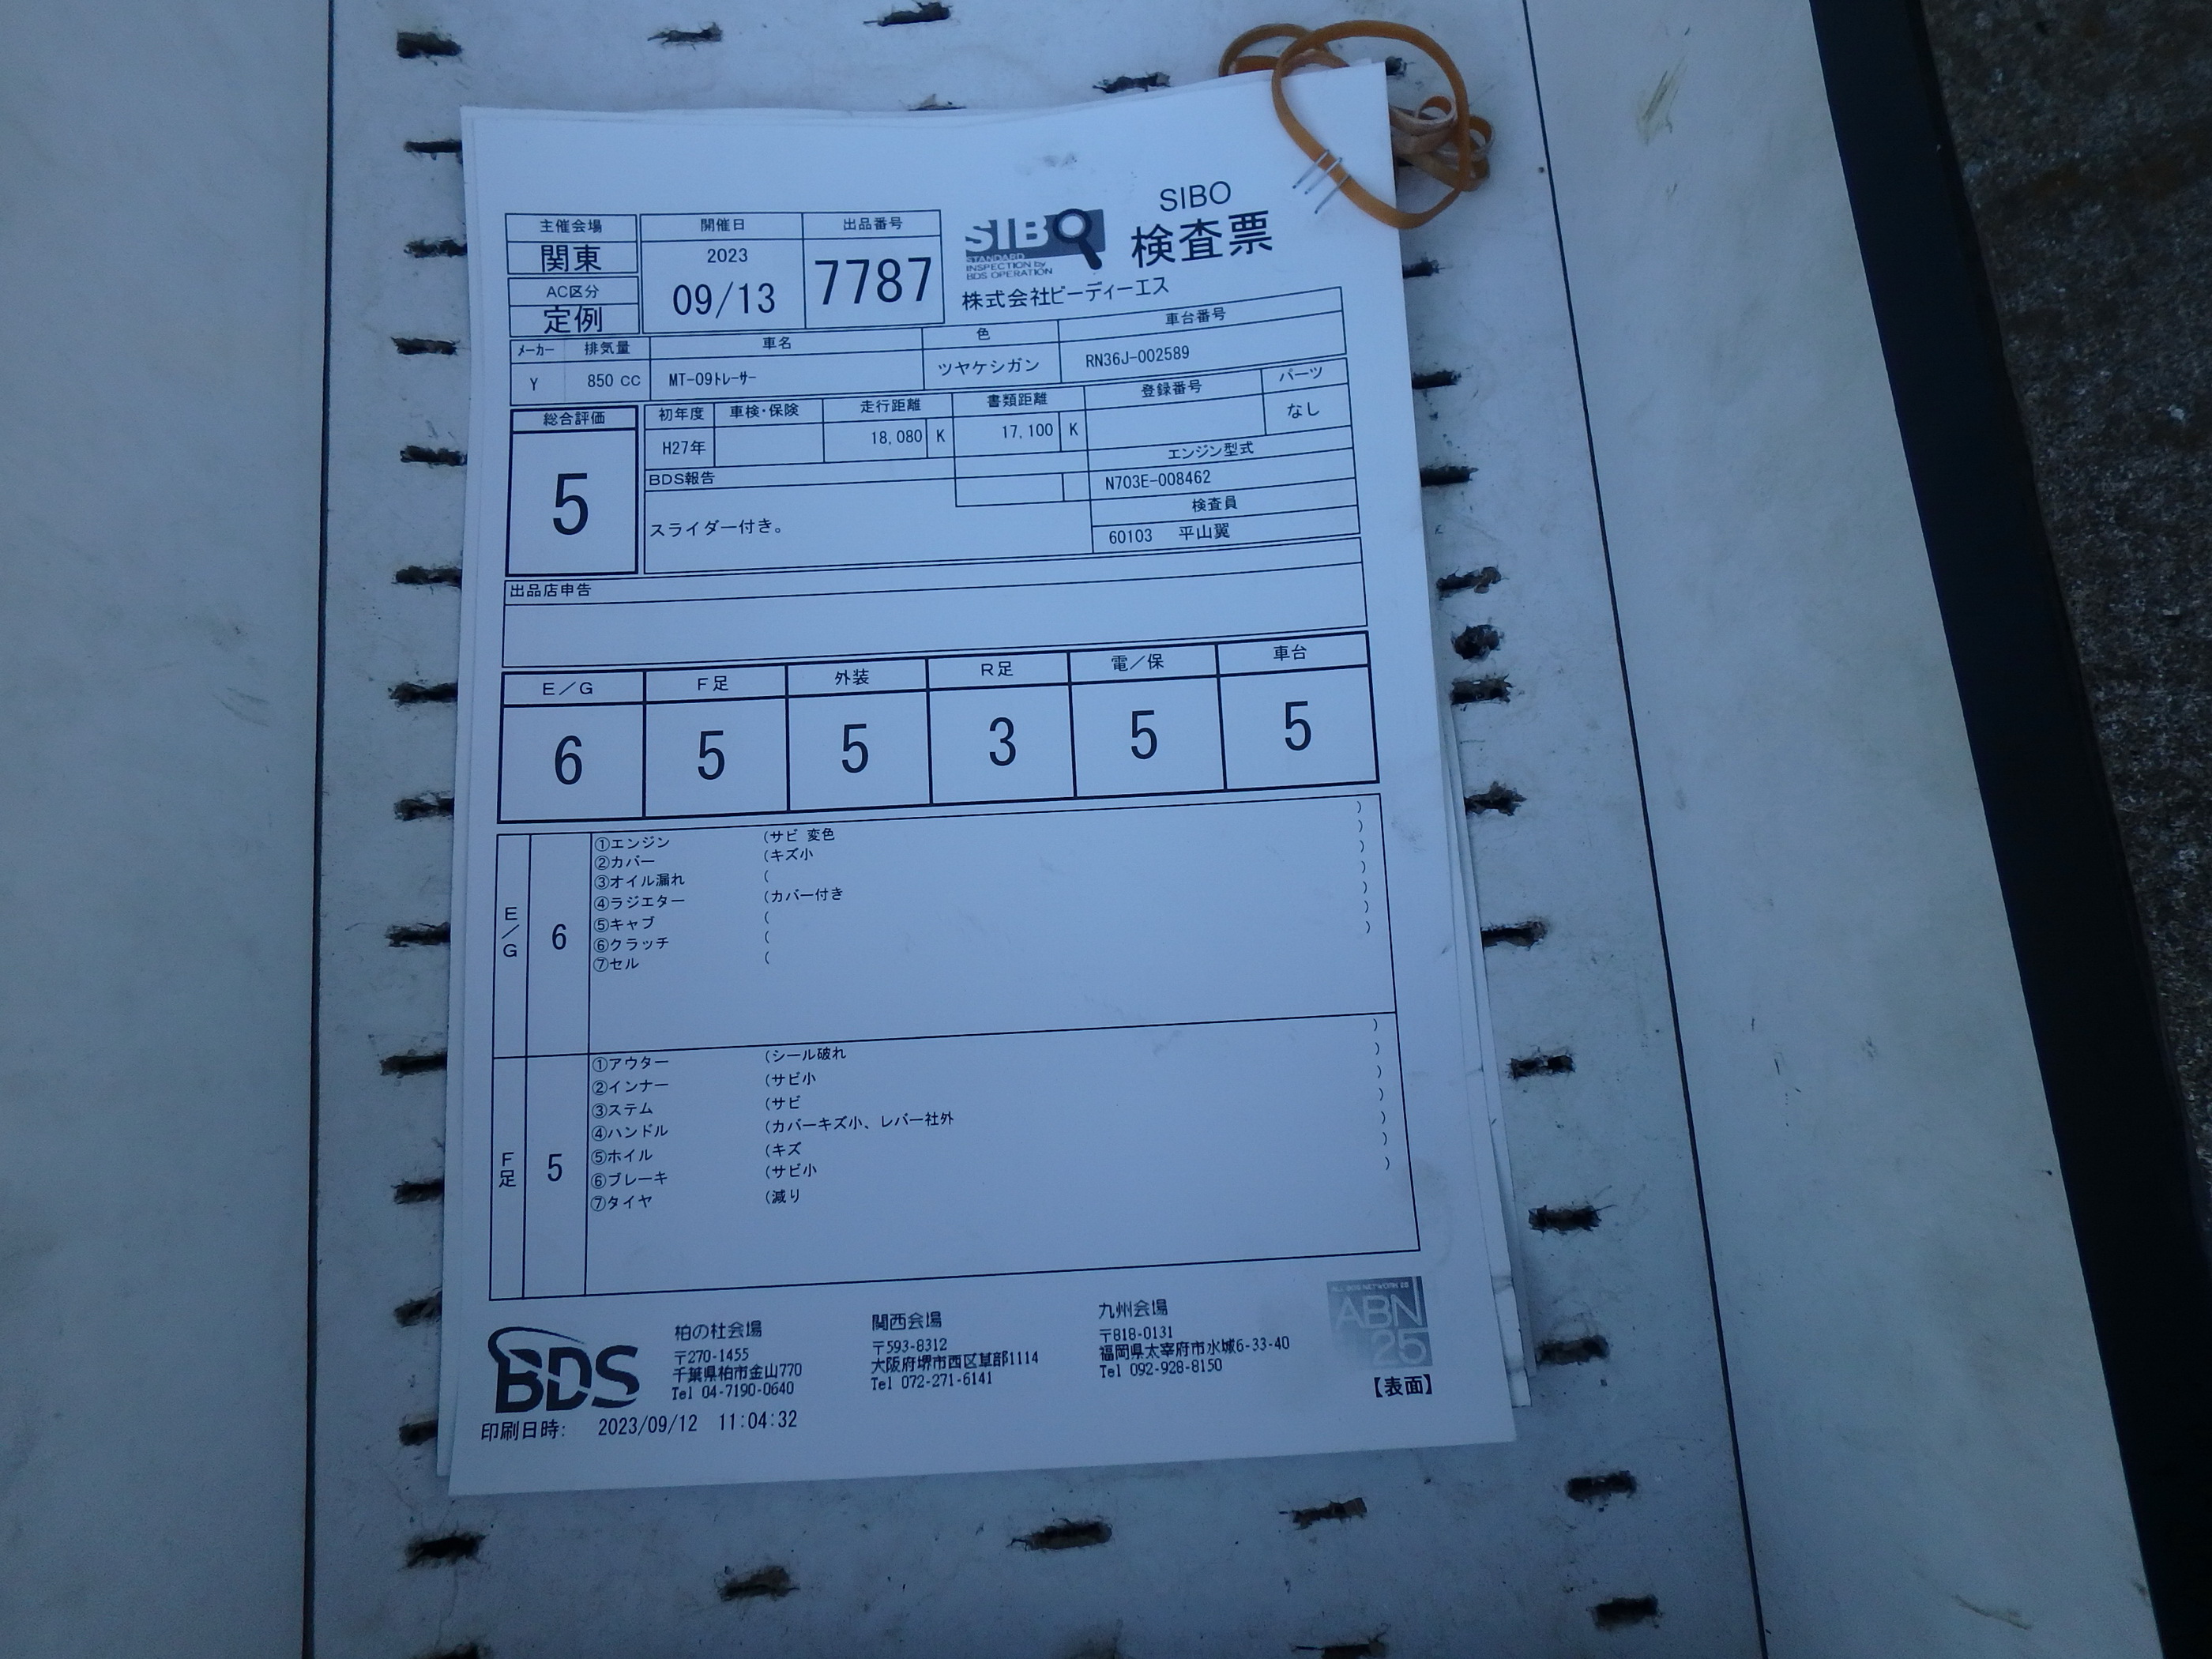 SIBO
主催会場 開催日 出品番号
SIBO 検査票
関東 2023 7787
STANDARD
INSPECTION by
BDS OPERATION
AC区分 09/13
定例
株式会社ビーディーエス
メーカー 排気量 車名 色 車台番号
Y 850 CC MT-09トレーサー ツヤケシガン RN36J-002589
総合評価 初年度 車検・保険 走行距離 書類距離 登録番号 パーツ
5 H27年 18,080 K 17,100 K なし
BDS報告 エンジン型式
N703E-008462
スライダー付き。 検査員
60103 平山翼
出品店申告
E/G F足 外装 R足 電/保 車台
6 5 5 3 5 5
E/G 6
①エンジン (サビ 変色 )
②カバー (キズ小 )
③オイル漏れ ( )
④ラジエター (カバー付き )
⑤キャブ ( )
⑥クラッチ ( )
⑦セル ( )
F足 5
①アウター (シール破れ )
②インナー (サビ小 )
③ステム (サビ )
④ハンドル (カバーキズ小、レバー社外 )
⑤ホイル (キズ )
⑥ブレーキ (サビ小 )
⑦タイヤ (減り )
BDS
柏の杜会場
〒270-1455
千葉県柏市金山770
Tel 04-7190-0640
関西会場
〒593-8312
大阪府堺市西区草部1114
Tel 072-271-6141
九州会場
〒818-0131
福岡県太宰府市水城6-33-40
Tel 092-928-8150
ABN
25
【表面】
印刷日時: 2023/09/12 11:04:32